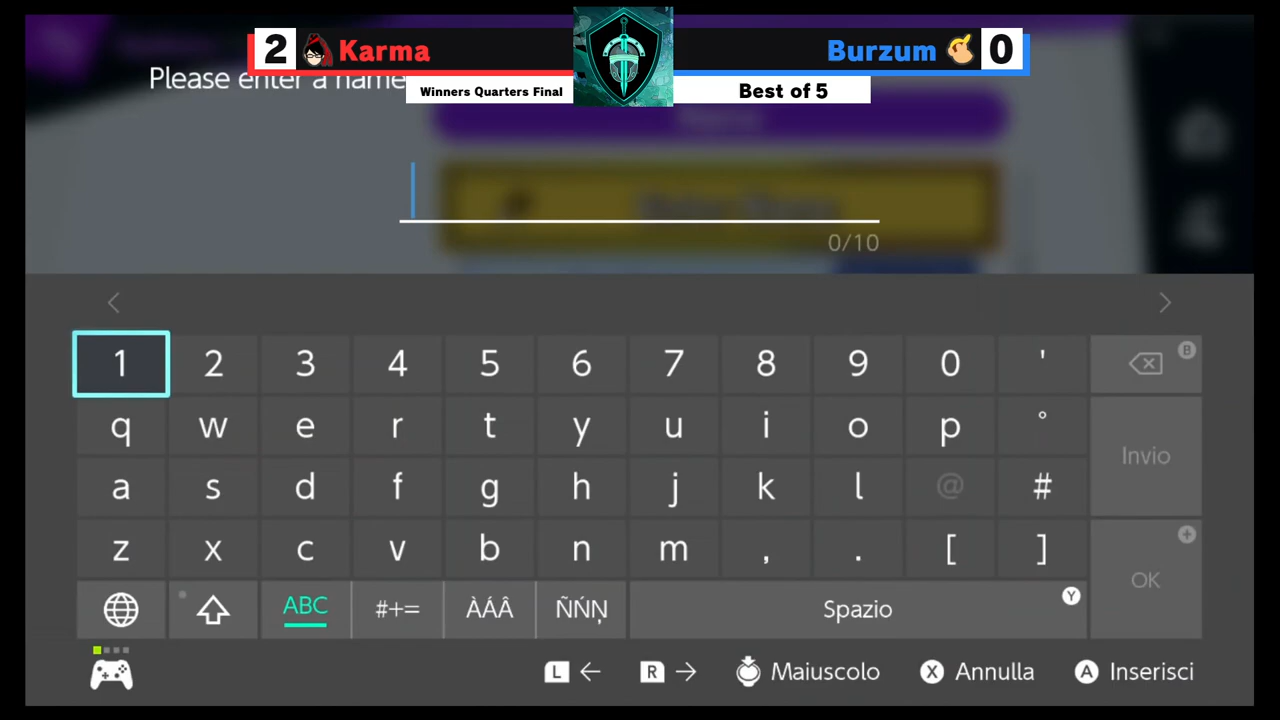 2 Karma
Burzum 0
Please enter a name
Winners Quarters Final
Best of 5
0/10
1 2 3 4 5 6 7 8 9 0 ' B
q w e r t y u i o p °
Invio
a s d f g h j k l @ #
z x c v b n m , . [ ] +
OK
ABC #+= ÀÁÂ ÑŃŅ Spazio Y
L ← R → Maiuscolo X Annulla A Inserisci